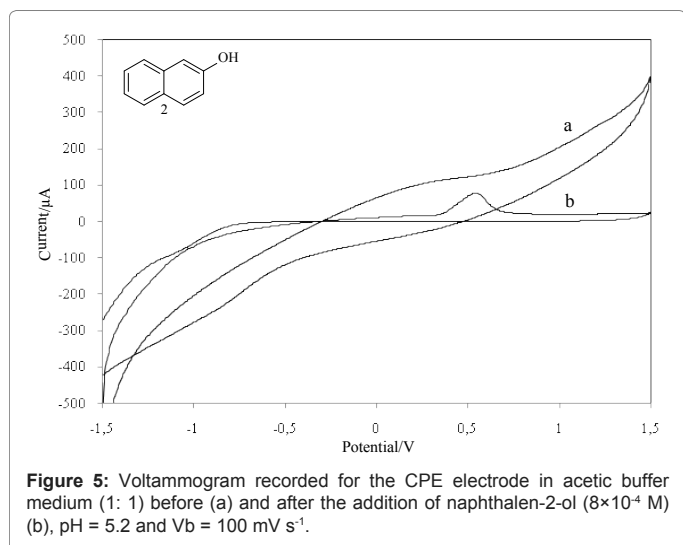 500
400
300
200
100
0
-100
-200
-300
-400
-500
Current/µA
OH
2
a
b
-1,5
-1
-0,5
0
0,5
1
1,5
Potential/V
Figure 5: Voltammogram recorded for the CPE electrode in acetic buffer
medium (1: 1) before (a) and after the addition of naphthalen-2-ol (8×10⁻⁴ M)
(b), pH = 5.2 and Vb = 100 mV s⁻¹.